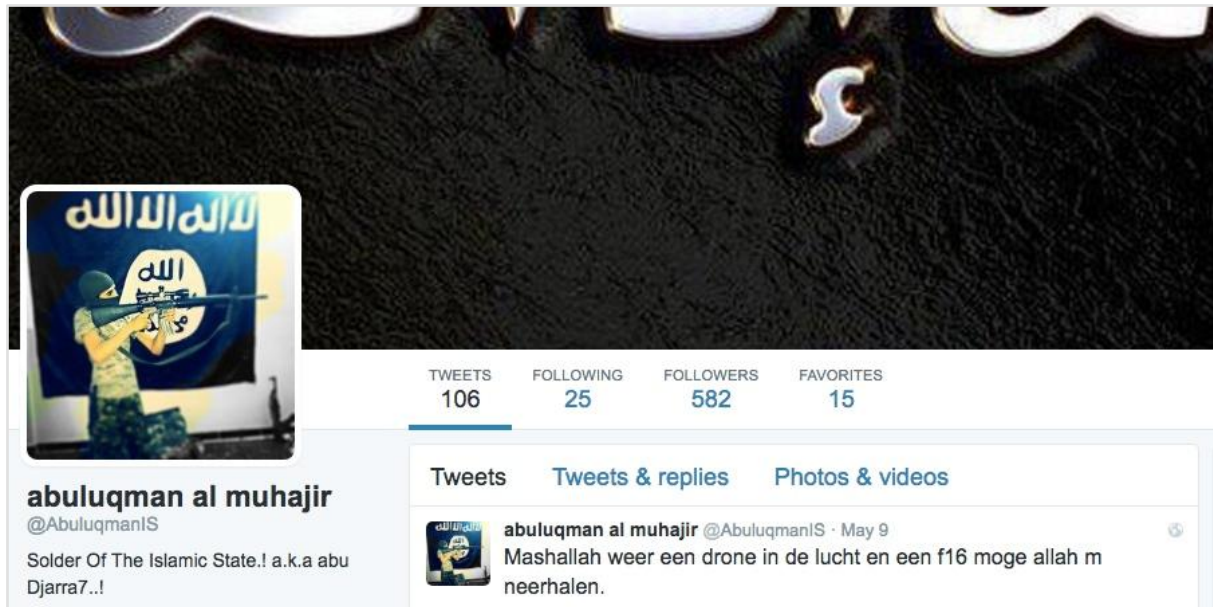 لا اله الا الله
الله
TWEETS FOLLOWING FOLLOWERS FAVORITES
106 25 582 15
abuluqman al muhajir
@AbuluqmanIS
Solder Of The Islamic State.! a.k.a abu
Djarra7..!
Tweets Tweets & replies Photos & videos
abuluqman al muhajir @AbuluqmanIS · May 9
Mashallah weer een drone in de lucht en een f16 moge allah m
neerhalen.